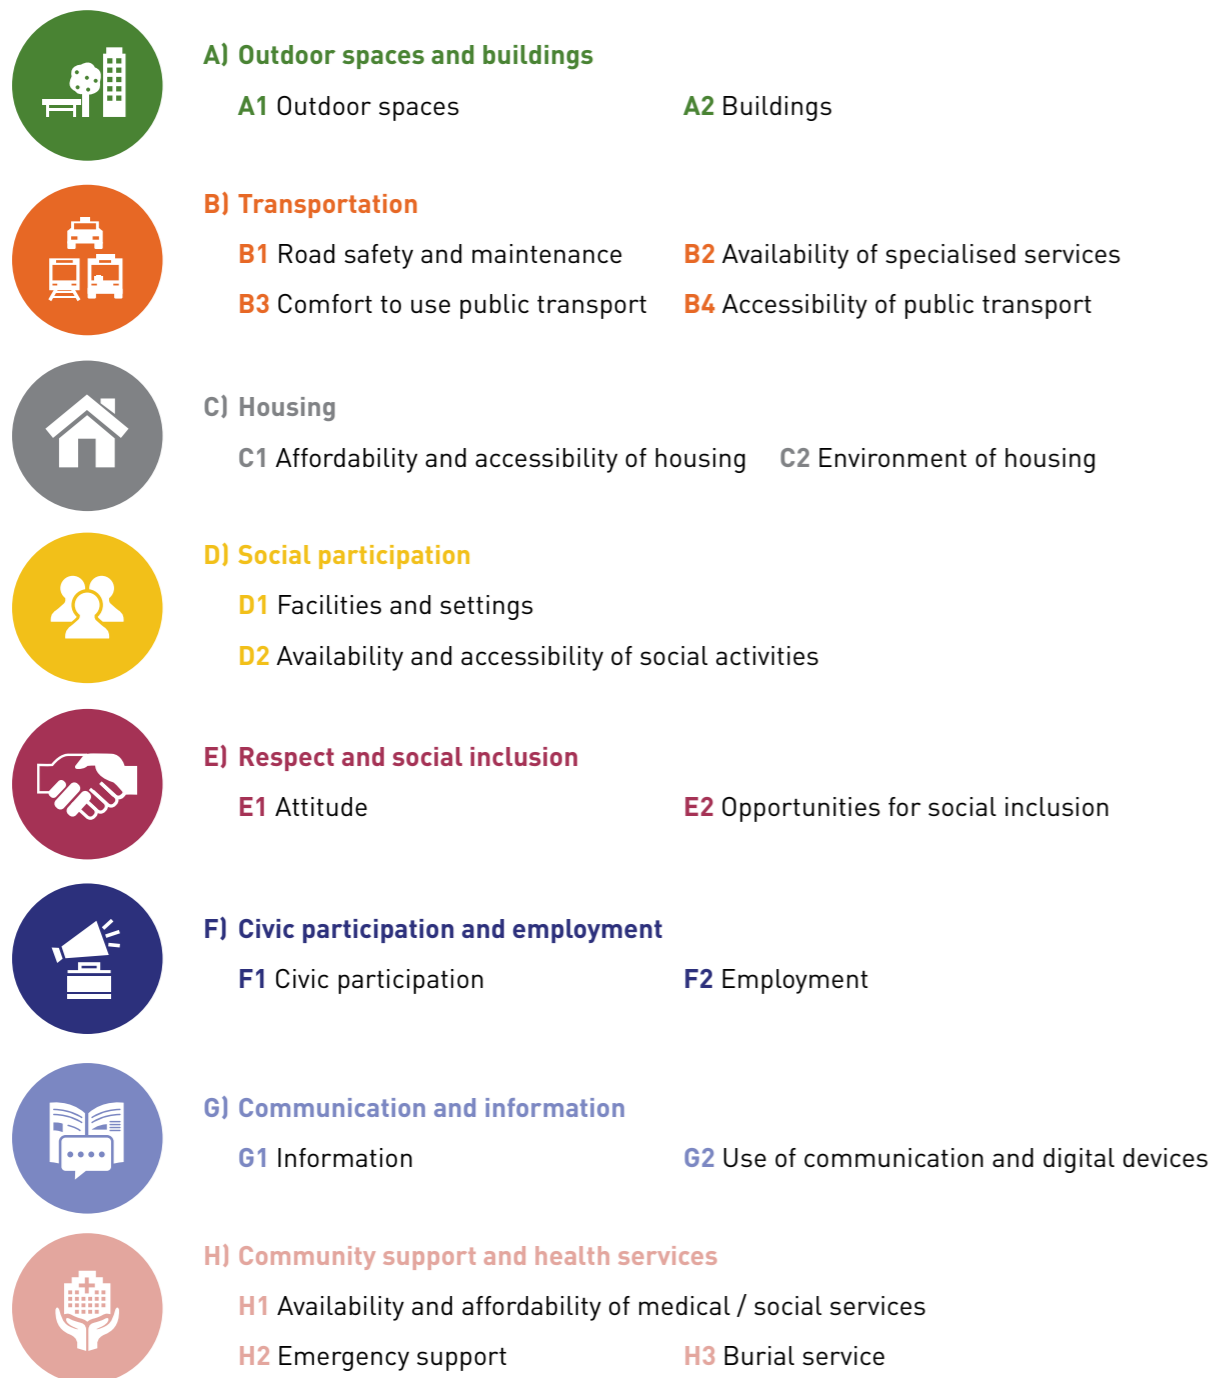 A) Outdoor spaces and buildings
A1 Outdoor spaces A2 Buildings
B) Transportation
B1 Road safety and maintenance B2 Availability of specialised services
B3 Comfort to use public transport B4 Accessibility of public transport
C) Housing
C1 Affordability and accessibility of housing C2 Environment of housing
D) Social participation
D1 Facilities and settings
D2 Availability and accessibility of social activities
E) Respect and social inclusion
E1 Attitude E2 Opportunities for social inclusion
F) Civic participation and employment
F1 Civic participation F2 Employment
G) Communication and information
G1 Information G2 Use of communication and digital devices
H) Community support and health services
H1 Availability and affordability of medical / social services
H2 Emergency support H3 Burial service